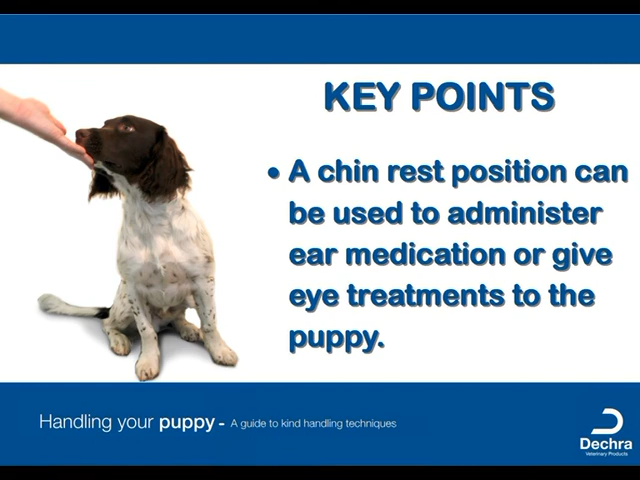 KEY POINTS
• A chin rest position can
be used to administer
ear medication or give
eye treatments to the
puppy.
Handling your puppy - A guide to kind handling techniques
Dechra
Veterinary Products